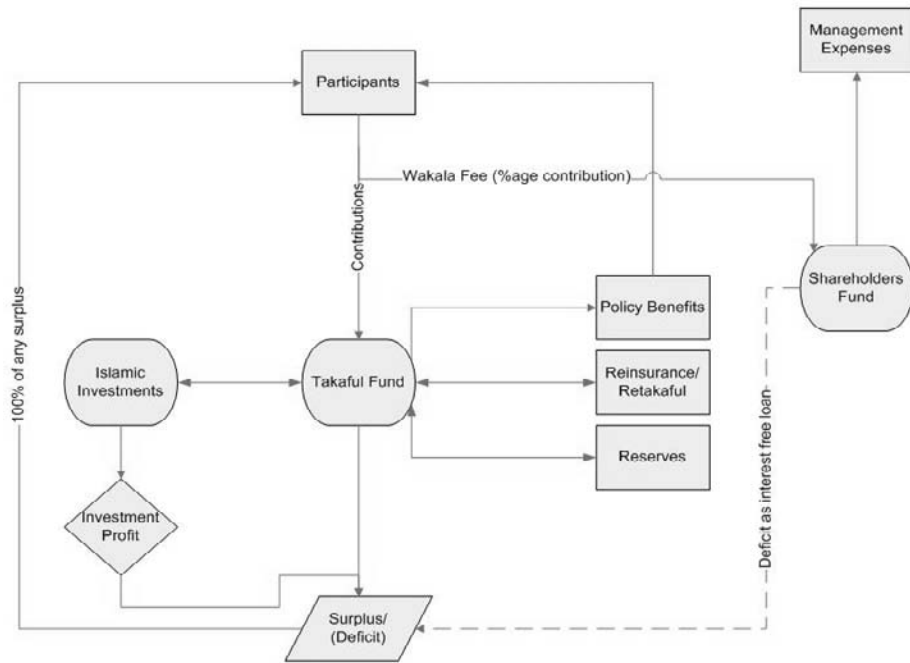 Management
Expenses
Participants
Wakala Fee (%age contribution)
Contributions
100% of any surplus
Shareholders
Fund
Policy Benefits
Islamic
Investments
Takaful Fund
Reinsurance/
Retakaful
Reserves
Deficit as interest free loan
Investment
Profit
Surplus/
(Deficit)